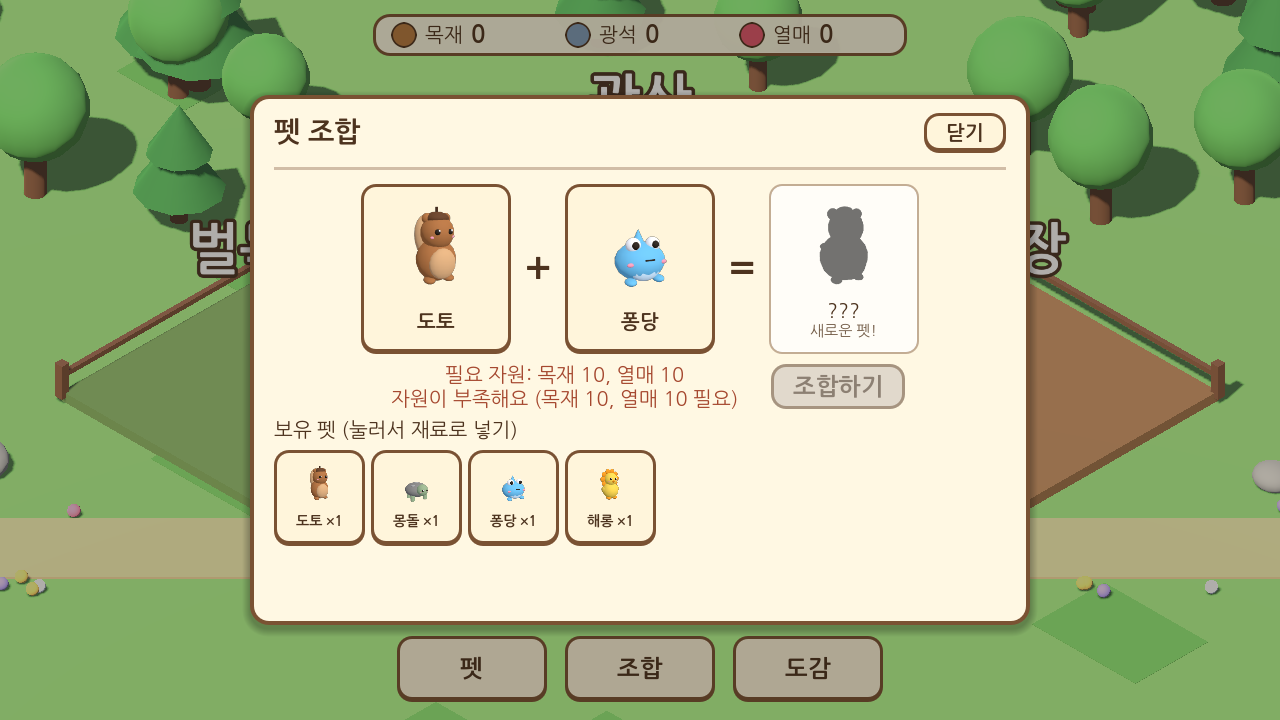 목재 0 광석 0 열매 0
펫 조합
닫기
도토
+
퐁당
=
???
새로운 펫!
필요 자원: 목재 10, 열매 10
자원이 부족해요 (목재 10, 열매 10 필요)
조합하기
보유 펫 (눌러서 재료로 넣기)
도토 ×1
몽돌 ×1
퐁당 ×1
해롱 ×1
펫
조합
도감